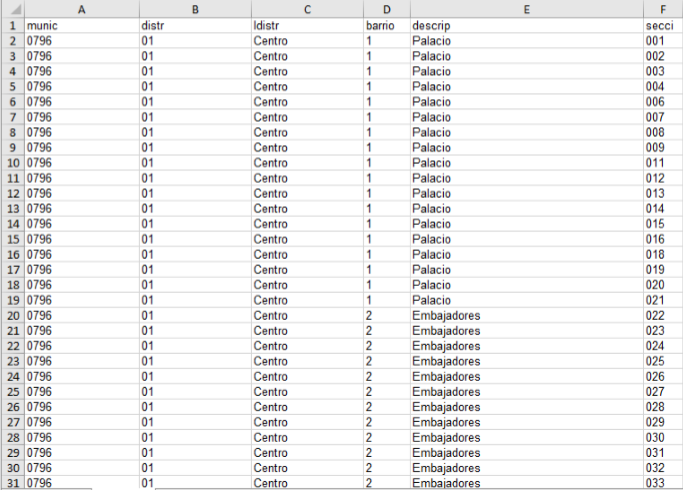 A B C D E F
1 munic distr ldistr barrio descrip secci
2 0796 01 Centro 1 Palacio 001
3 0796 01 Centro 1 Palacio 002
4 0796 01 Centro 1 Palacio 003
5 0796 01 Centro 1 Palacio 004
6 0796 01 Centro 1 Palacio 006
7 0796 01 Centro 1 Palacio 007
8 0796 01 Centro 1 Palacio 008
9 0796 01 Centro 1 Palacio 009
10 0796 01 Centro 1 Palacio 011
11 0796 01 Centro 1 Palacio 012
12 0796 01 Centro 1 Palacio 013
13 0796 01 Centro 1 Palacio 014
14 0796 01 Centro 1 Palacio 015
15 0796 01 Centro 1 Palacio 016
16 0796 01 Centro 1 Palacio 018
17 0796 01 Centro 1 Palacio 019
18 0796 01 Centro 1 Palacio 020
19 0796 01 Centro 1 Palacio 021
20 0796 01 Centro 2 Embajadores 022
21 0796 01 Centro 2 Embajadores 023
22 0796 01 Centro 2 Embajadores 024
23 0796 01 Centro 2 Embajadores 025
24 0796 01 Centro 2 Embajadores 026
25 0796 01 Centro 2 Embajadores 027
26 0796 01 Centro 2 Embajadores 028
27 0796 01 Centro 2 Embajadores 029
28 0796 01 Centro 2 Embajadores 030
29 0796 01 Centro 2 Embajadores 031
30 0796 01 Centro 2 Embajadores 032
31 0796 01 Centro 2 Embajadores 033